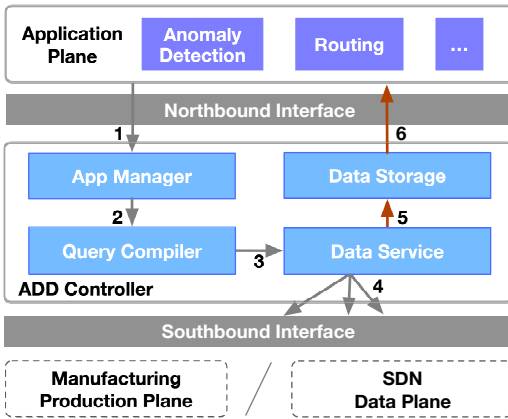 Application
Plane
Anomaly
Detection
Routing
...
Northbound Interface
1
6
App Manager
Data Storage
2
5
Query Compiler
3
Data Service
4
ADD Controller
Southbound Interface
Manufacturing
Production Plane
SDN
Data Plane